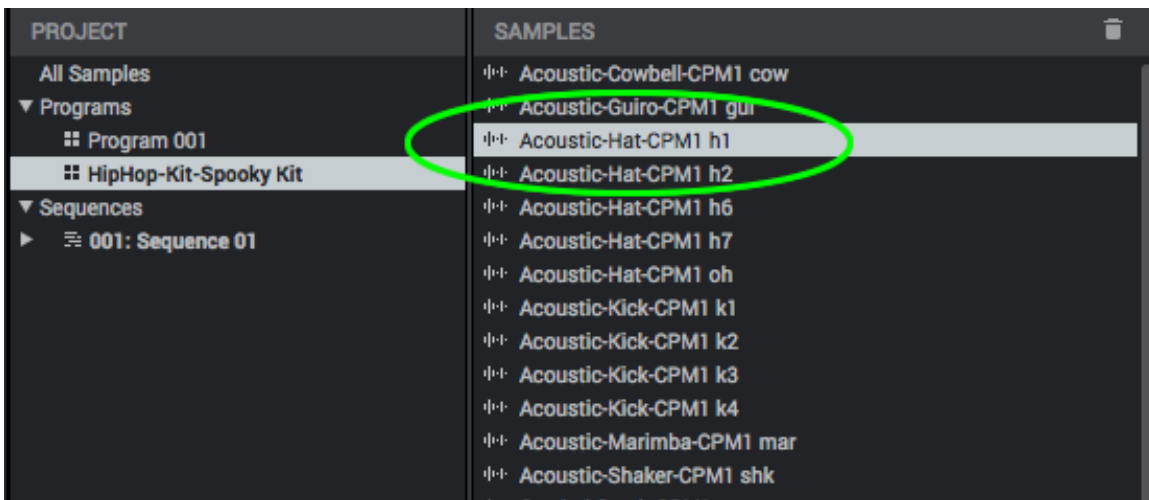 PROJECT
All Samples
Programs
Program 001
HipHop-Kit-Spooky Kit
Sequences
001: Sequence 01
SAMPLES
Acoustic-Cowbell-CPM1 cow
Acoustic-Guiro-CPM1 gui
Acoustic-Hat-CPM1 h1
Acoustic-Hat-CPM1 h2
Acoustic-Hat-CPM1 h6
Acoustic-Hat-CPM1 h7
Acoustic-Hat-CPM1 oh
Acoustic-Kick-CPM1 k1
Acoustic-Kick-CPM1 k2
Acoustic-Kick-CPM1 k3
Acoustic-Kick-CPM1 k4
Acoustic-Marimba-CPM1 mar
Acoustic-Shaker-CPM1 shk